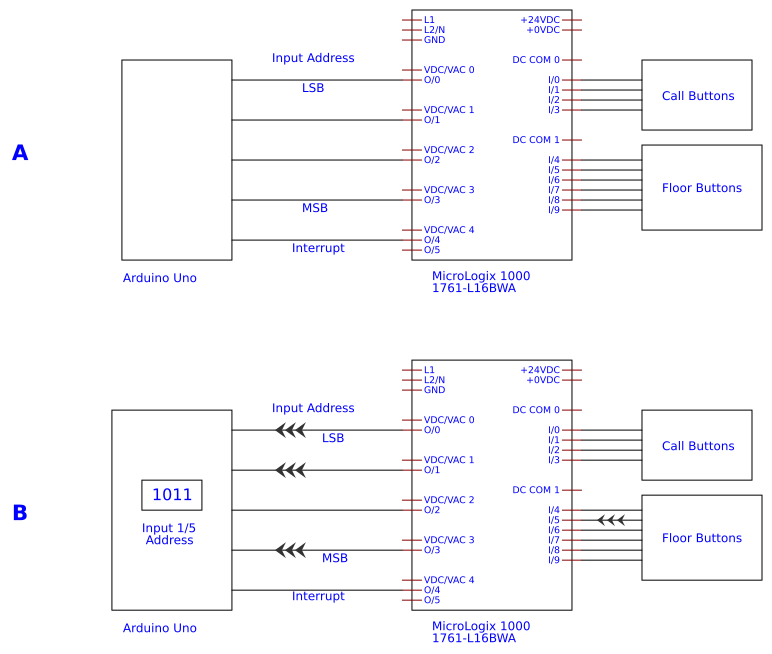 L1
+24VDC
L2/N
+0VDC
GND
Input Address
DC COM 0
VDC/VAC 0
O/0
I/0
LSB
I/1
Call Buttons
I/2
VDC/VAC 1
I/3
O/1
DC COM 1
A
VDC/VAC 2
O/2
I/4
I/5
I/6
Floor Buttons
VDC/VAC 3
I/7
O/3
I/8
MSB
I/9
VDC/VAC 4
O/4
Interrupt
O/5
Arduino Uno
MicroLogix 1000
1761-L16BWA
L1
+24VDC
L2/N
+0VDC
GND
Input Address
DC COM 0
VDC/VAC 0
O/0
I/0
LSB
I/1
Call Buttons
I/2
VDC/VAC 1
I/3
O/1
DC COM 1
1011
VDC/VAC 2
O/2
I/4
B
I/5
Input 1/5
Address
I/6
Floor Buttons
VDC/VAC 3
I/7
O/3
I/8
MSB
I/9
VDC/VAC 4
O/4
Interrupt
O/5
Arduino Uno
MicroLogix 1000
1761-L16BWA